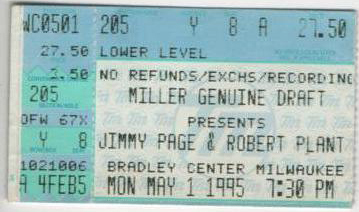 WC0501 205 Y 8 A 27.50
27.50 LOWER LEVEL
3.50 NO REFUNDS/EXCHS/RECORDING
205 MILLER GENUINE DRAFT
OFW 67X PRESENTS
Y 8 JIMMY PAGE & ROBERT PLANT
1021006 BRADLEY CENTER MILWAUKEE
A 4FEB5 MON MAY 1 1995 7:30 PM